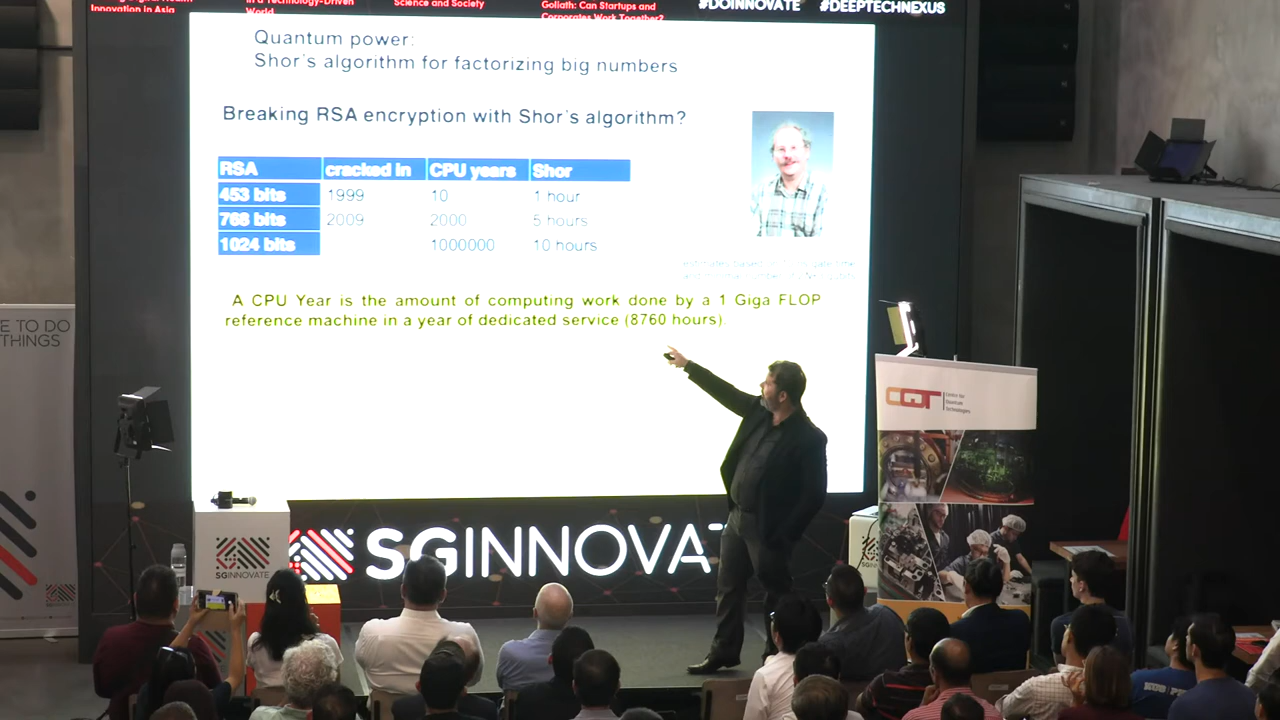 Innovation in Asia
in a Technology-Driven
World
Science and Society
Goliath: Can Startups and
Corporates Work Together?
#DOINNOVATE #DEEPTECHNEXUS
Quantum power:
Shor's algorithm for factorizing big numbers
Breaking RSA encryption with Shor's algorithm?
RSA cracked in CPU years Shor
453 bits 1999 10 1 hour
768 bits 2009 2000 5 hours
1024 bits 1000000 10 hours
A CPU Year is the amount of computing work done by a 1 Giga FLOP
reference machine in a year of dedicated service (8760 hours).
E TO DO
THINGS
CQT
Centre for
Quantum
Technologies
SGINNOVAT
SGINNOVATE
SGINNOVATE